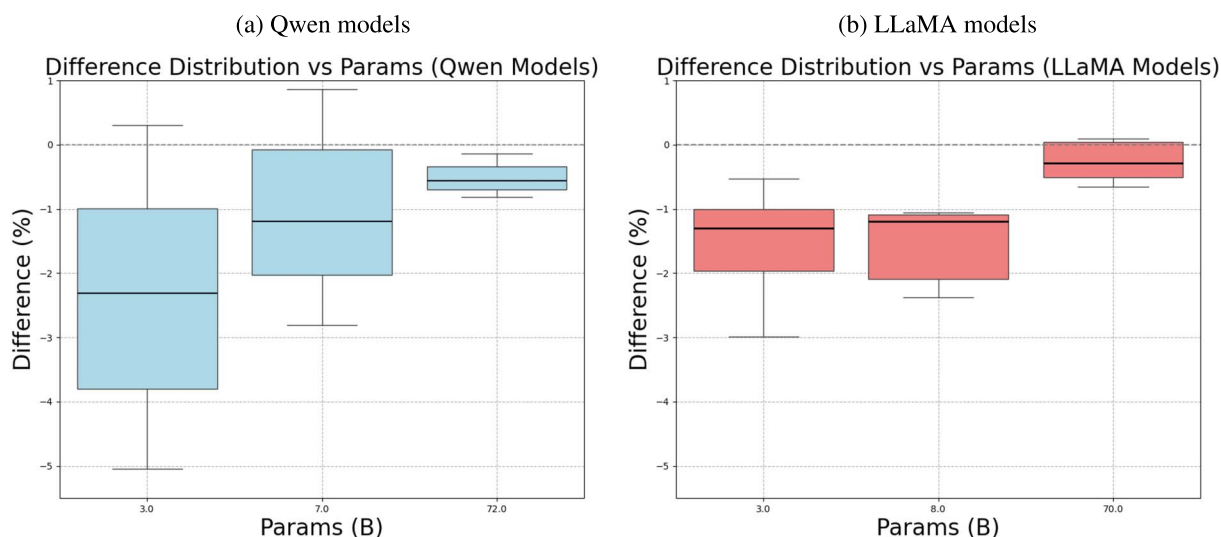 (a) Qwen models
Difference Distribution vs Params (Qwen Models)
1
0
−1
−2
−3
−4
−5
Difference (%)
3.0
7.0
72.0
Params (B)
(b) LLaMA models
Difference Distribution vs Params (LLaMA Models)
1
0
−1
−2
−3
−4
−5
Difference (%)
3.0
8.0
70.0
Params (B)